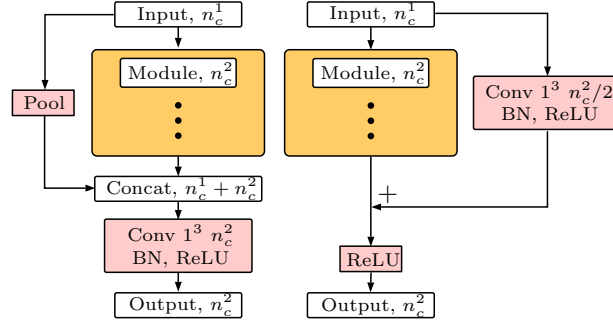 Input, n_c^1
Module, n_c^2
Pool
Concat, n_c^1 + n_c^2
Conv 1^3 n_c^2
BN, ReLU
Output, n_c^2
Input, n_c^1
Module, n_c^2
Conv 1^3 n_c^2/2
BN, ReLU
+
ReLU
Output, n_c^2